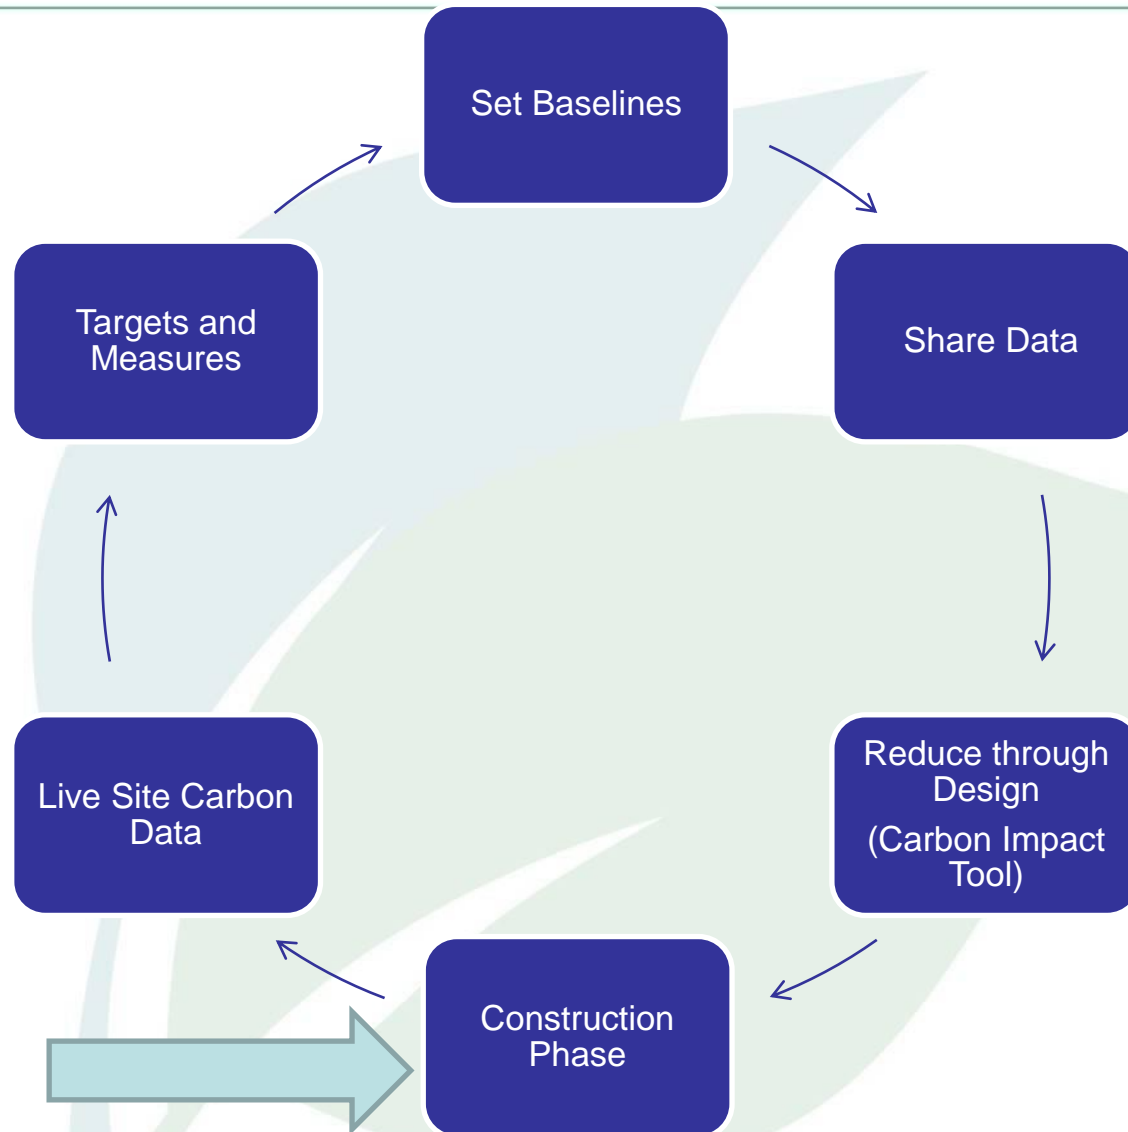 Set Baselines
Share Data
Reduce through
Design
(Carbon Impact
Tool)
Construction
Phase
Live Site Carbon
Data
Targets and
Measures